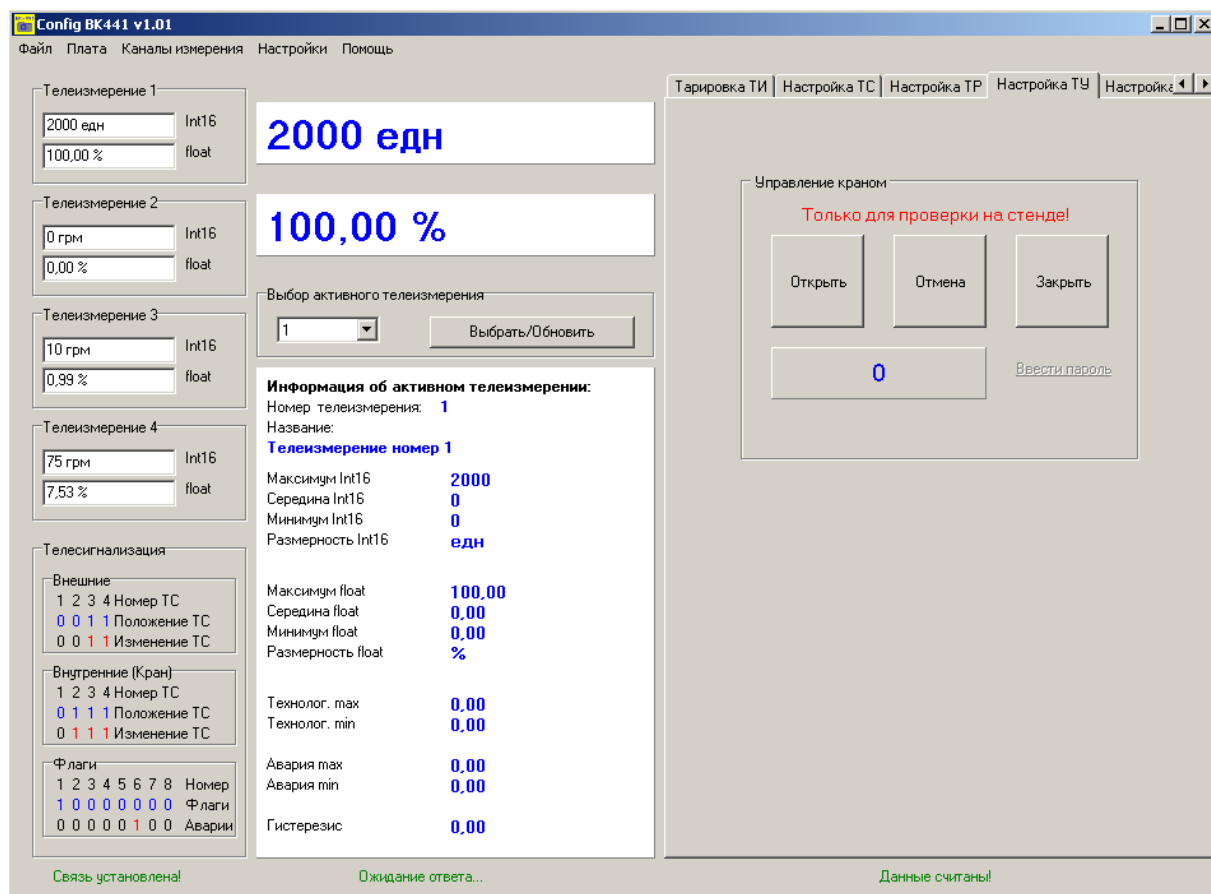 Config BK441 v1.01
Файл Плата Каналы измерения Настройки Помощь
Телеизмерение 1
2000 едн Int16
100,00 % float
Телеизмерение 2
0 грм Int16
0,00 % float
Телеизмерение 3
10 грм Int16
0,99 % float
Телеизмерение 4
75 грм Int16
7,53 % float
Телесигнализация
Внешние
1 2 3 4 Номер ТС
0 0 1 1 Положение ТС
0 0 1 1 Изменение ТС
Внутренние (Кран)
1 2 3 4 Номер ТС
0 1 1 1 Положение ТС
0 1 1 1 Изменение ТС
Флаги
1 2 3 4 5 6 7 8 Номер
1 0 0 0 0 0 0 0 Флаги
0 0 0 0 0 1 0 0 Аварии
2000 едн
100,00 %
Выбор активного телеизмерения
1 Выбрать/Обновить
Информация об активном телеизмерении:
Номер телеизмерения: 1
Название:
Телеизмерение номер 1
Максимум Int16 2000
Середина Int16 0
Минимум Int16 0
Размерность Int16 едн
Максимум float 100,00
Середина float 0,00
Минимум float 0,00
Размерность float %
Технолог. max 0,00
Технолог. min 0,00
Авария max 0,00
Авария min 0,00
Гистерезис 0,00
Тарировка ТИ Настройка ТС Настройка ТР Настройка ТУ Настройка
Управление краном
Только для проверки на стенде!
Открыть Отмена Закрыть
0 Ввести пароль
Связь установлена! Ожидание ответа... Данные считаны!